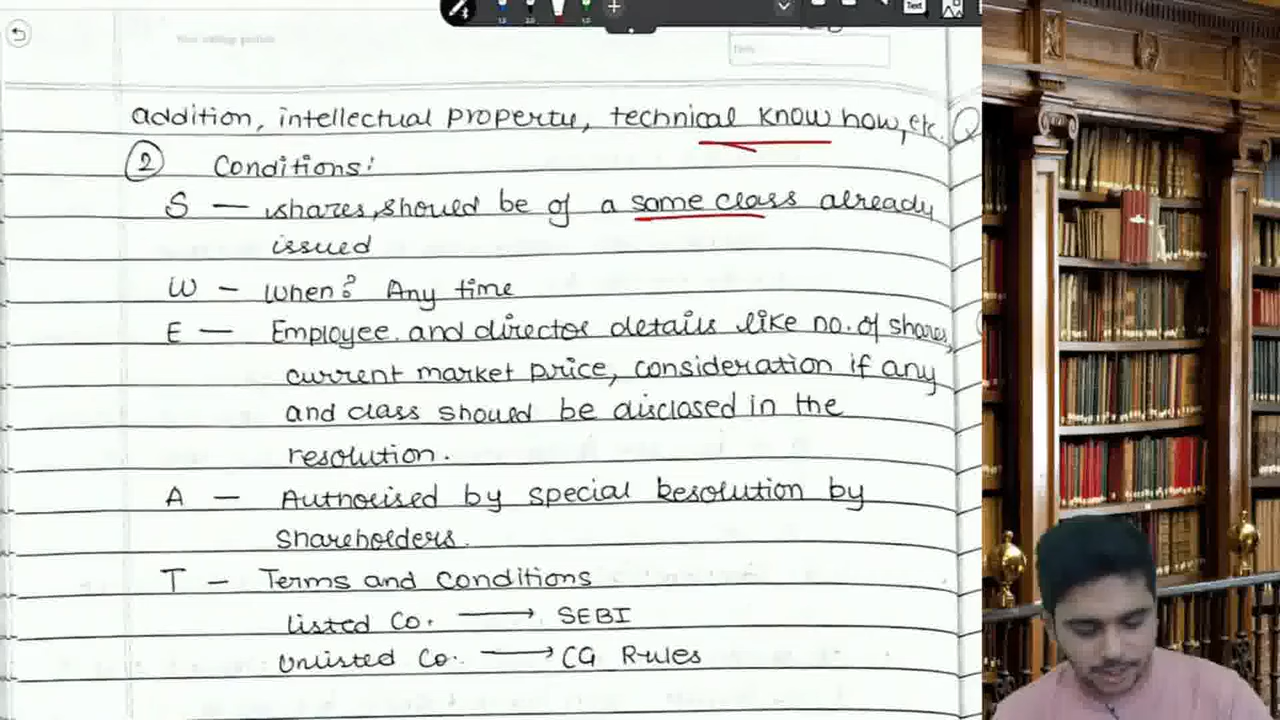 Text
addition, intellectual property, technical know how, etc.
2 Conditions:
S — shares, should be of a same class already
issued
W - When? Any time
E — Employee and director details like no. of shares,
current market price, consideration if any
and class should be disclosed in the
resolution.
A — Authorised by special Resolution by
shareholders.
T — Terms and Conditions
Listed Co. → SEBI
Unlisted Co. → CG Rules